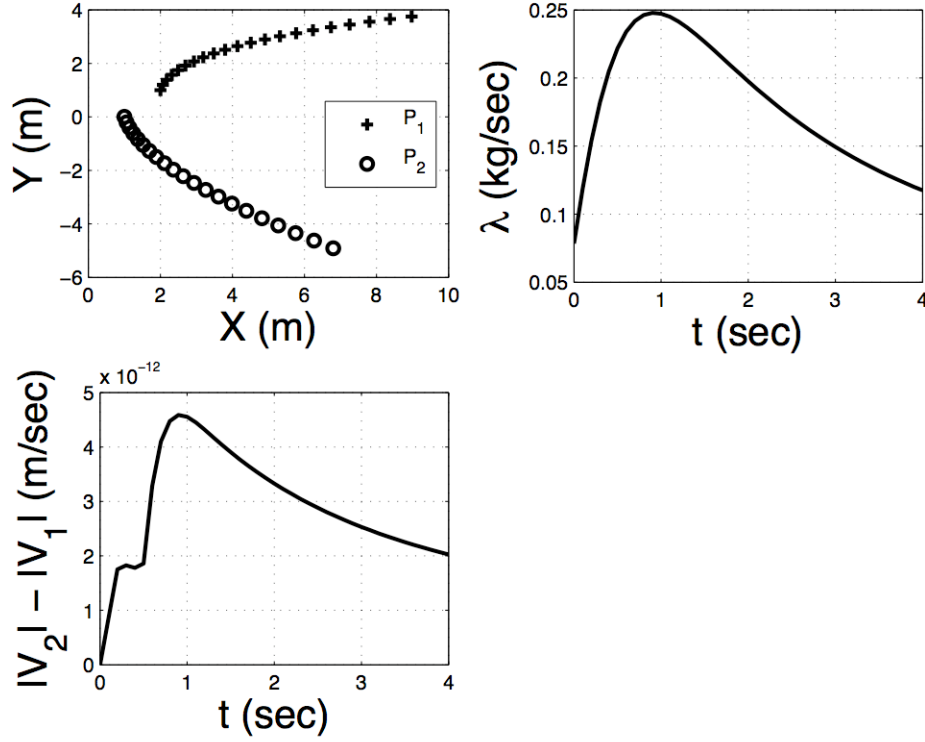 4
2
0
−2
−4
−6
Y (m)
0 2 4 6 8 10
X (m)
P1
P2
0.25
0.2
0.15
0.1
0.05
λ (kg/sec)
0 1 2 3 4
t (sec)
x 10−12
5
4
3
2
1
0
|V2| − |V1| (m/sec)
0 1 2 3 4
t (sec)